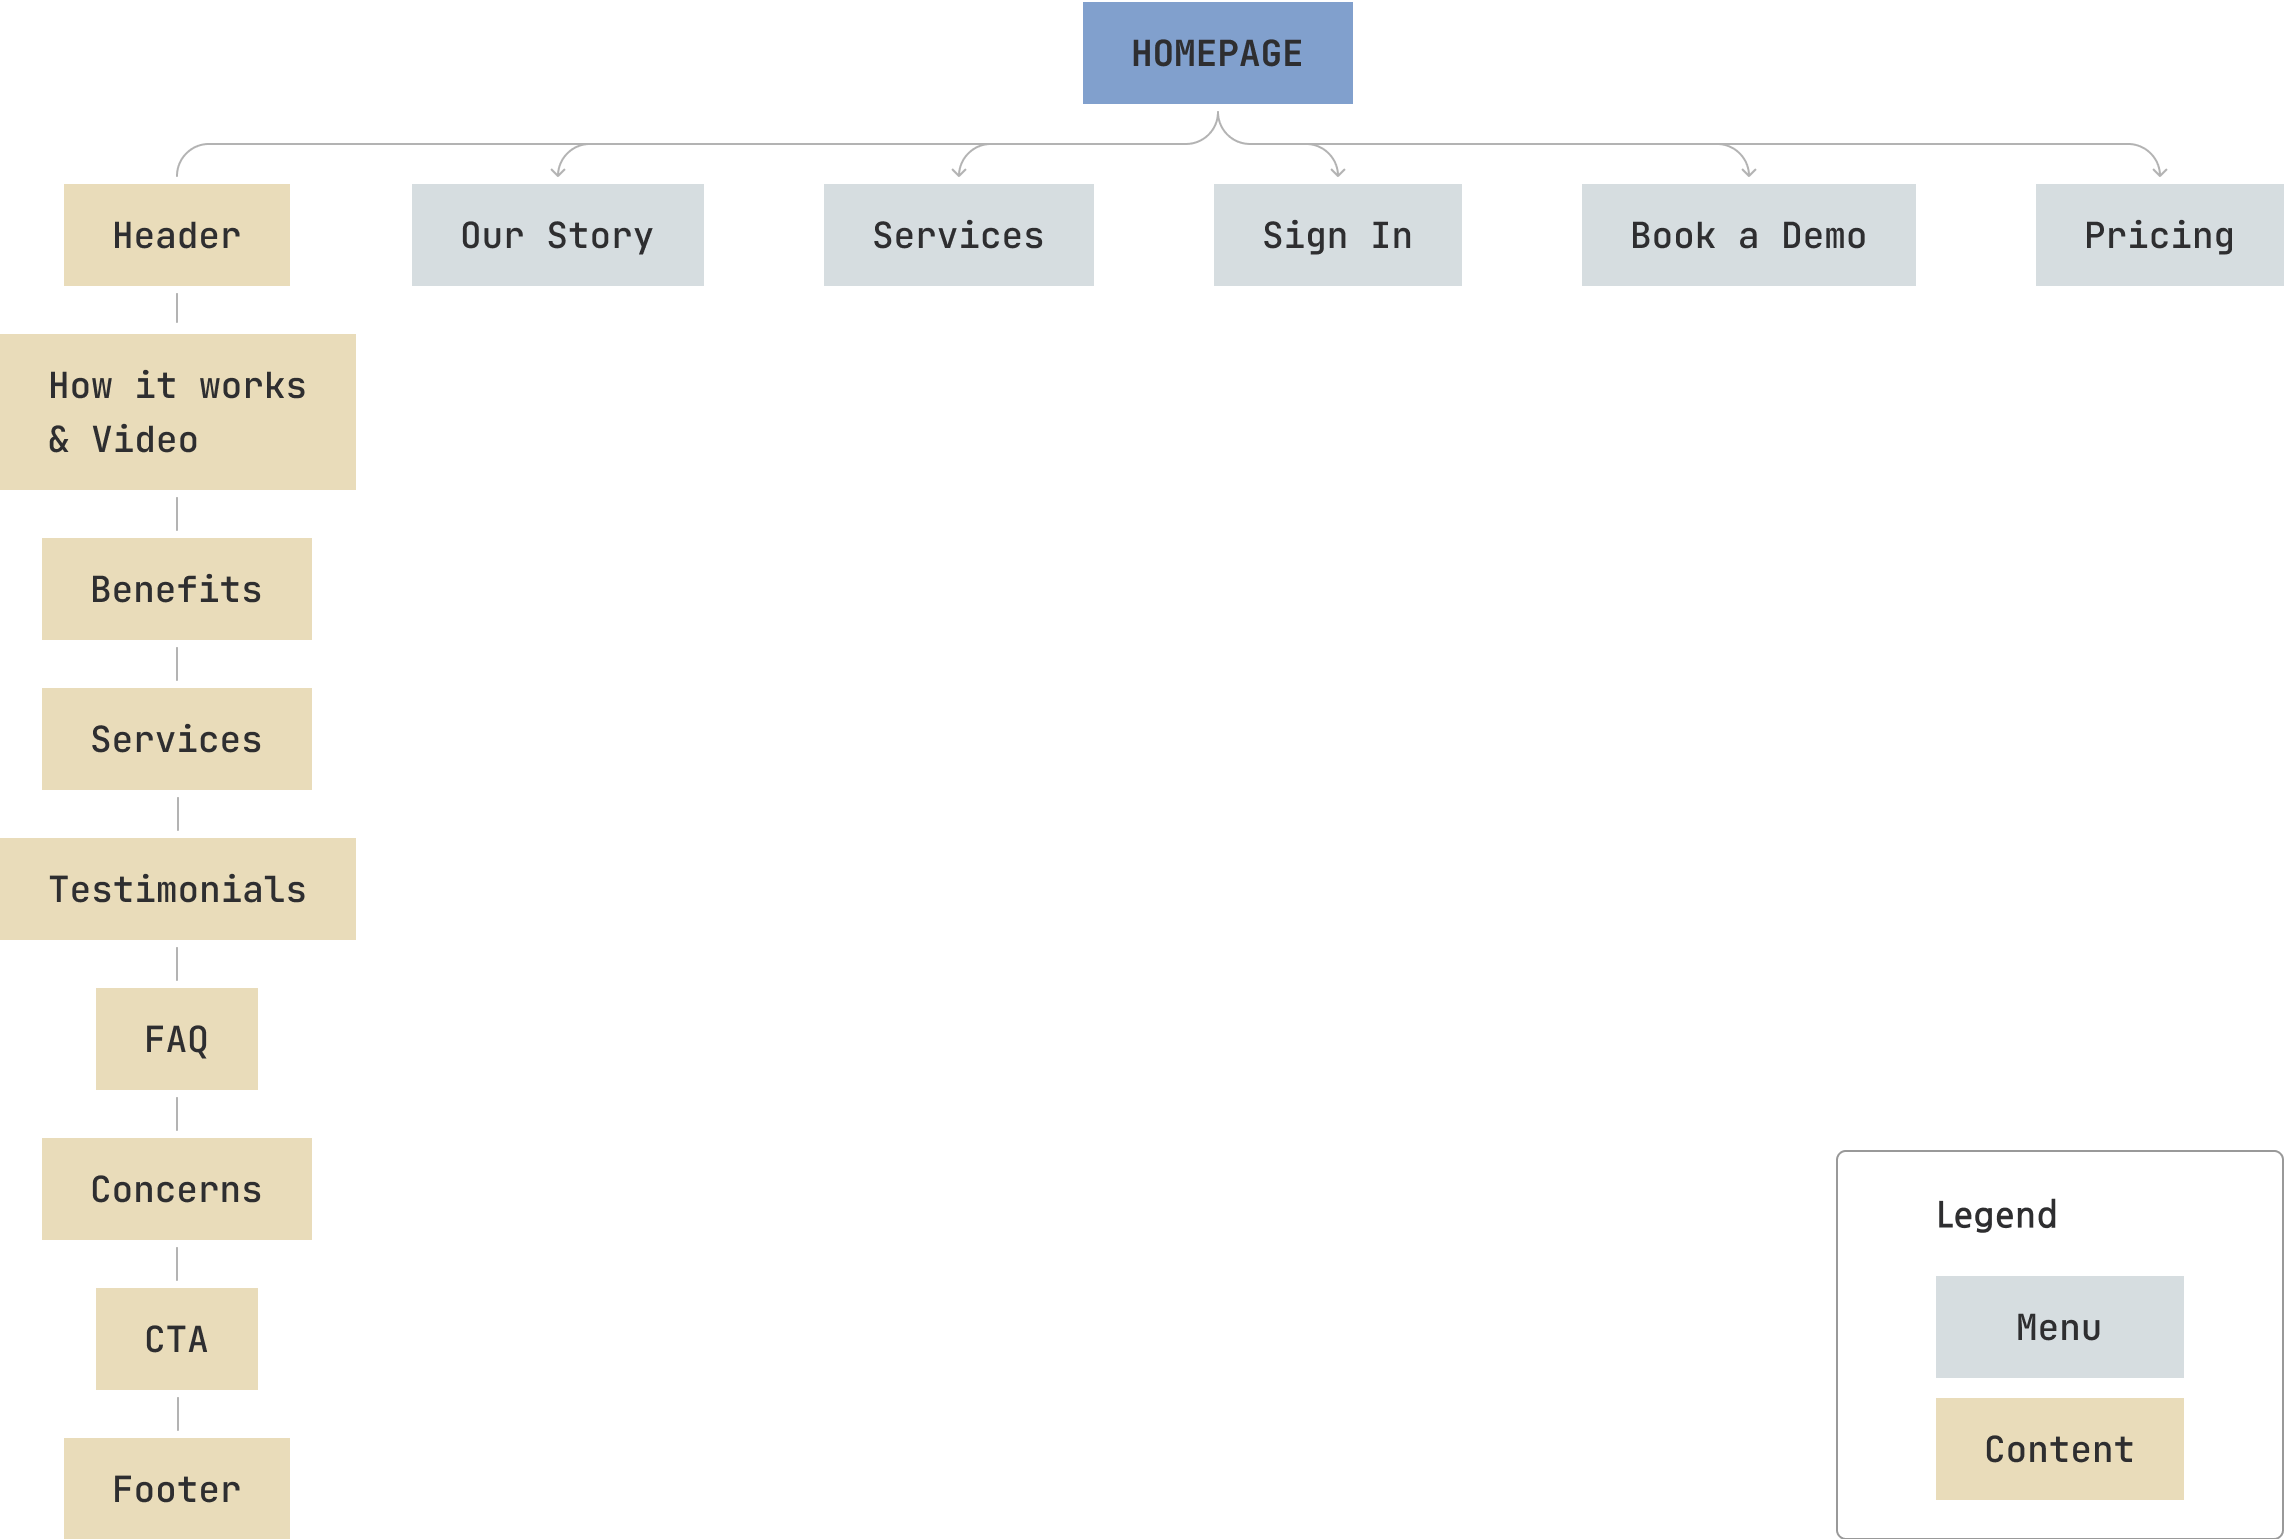 HOMEPAGE
Header
Our Story
Services
Sign In
Book a Demo
Pricing
How it works
& Video
Benefits
Services
Testimonials
FAQ
Concerns
CTA
Footer
Legend
Menu
Content